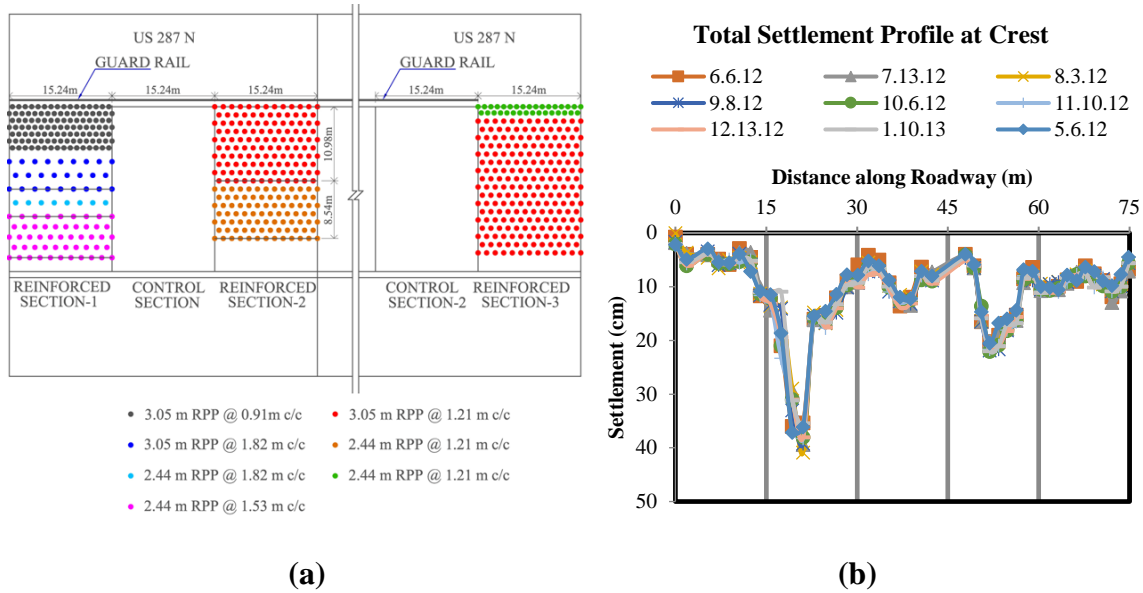 US 287 N
US 287 N
GUARD RAIL
GUARD RAIL
15.24m
15.24m
15.24m
15.24m
15.24m
10.98m
8.54m
REINFORCED SECTION-1
CONTROL SECTION
REINFORCED SECTION-2
CONTROL SECTION-2
REINFORCED SECTION-3
3.05 m RPP @ 0.91m c/c
3.05 m RPP @ 1.21 m c/c
3.05 m RPP @ 1.82 m c/c
2.44 m RPP @ 1.21 m c/c
2.44 m RPP @ 1.82 m c/c
2.44 m RPP @ 1.21 m c/c
2.44 m RPP @ 1.53 m c/c
(a)
Total Settlement Profile at Crest
6.6.12
7.13.12
8.3.12
9.8.12
10.6.12
11.10.12
12.13.12
1.10.13
5.6.12
Distance along Roadway (m)
0 15 30 45 60 75
Settlement (cm)
0
10
20
30
40
50
(b)